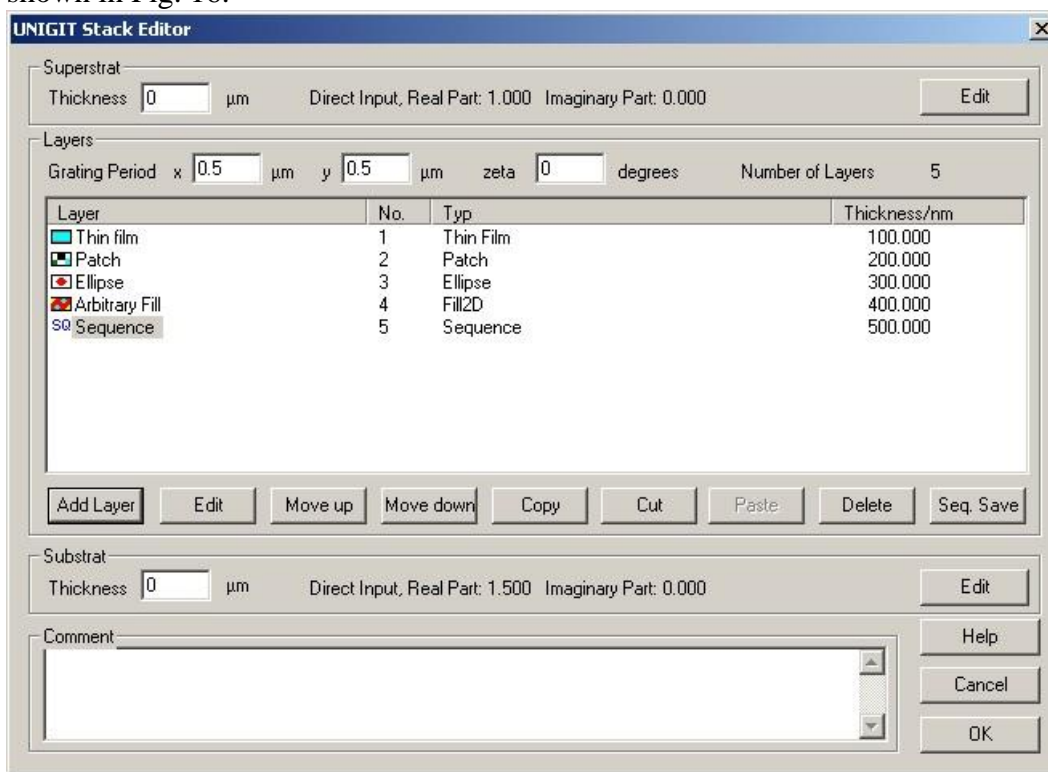 shown in Fig. 18.
UNIGIT Stack Editor
Superstrat
Thickness 0 µm Direct Input, Real Part: 1.000 Imaginary Part: 0.000 Edit
Layers
Grating Period x 0.5 µm y 0.5 µm zeta 0 degrees Number of Layers 5
Layer No. Typ Thickness/nm
Thin film 1 Thin Film 100.000
Patch 2 Patch 200.000
Ellipse 3 Ellipse 300.000
Arbitrary Fill 4 Fill2D 400.000
SQ Sequence 5 Sequence 500.000
Add Layer Edit Move up Move down Copy Cut Paste Delete Seq. Save
Substrat
Thickness 0 µm Direct Input, Real Part: 1.500 Imaginary Part: 0.000 Edit
Comment
Help
Cancel
OK